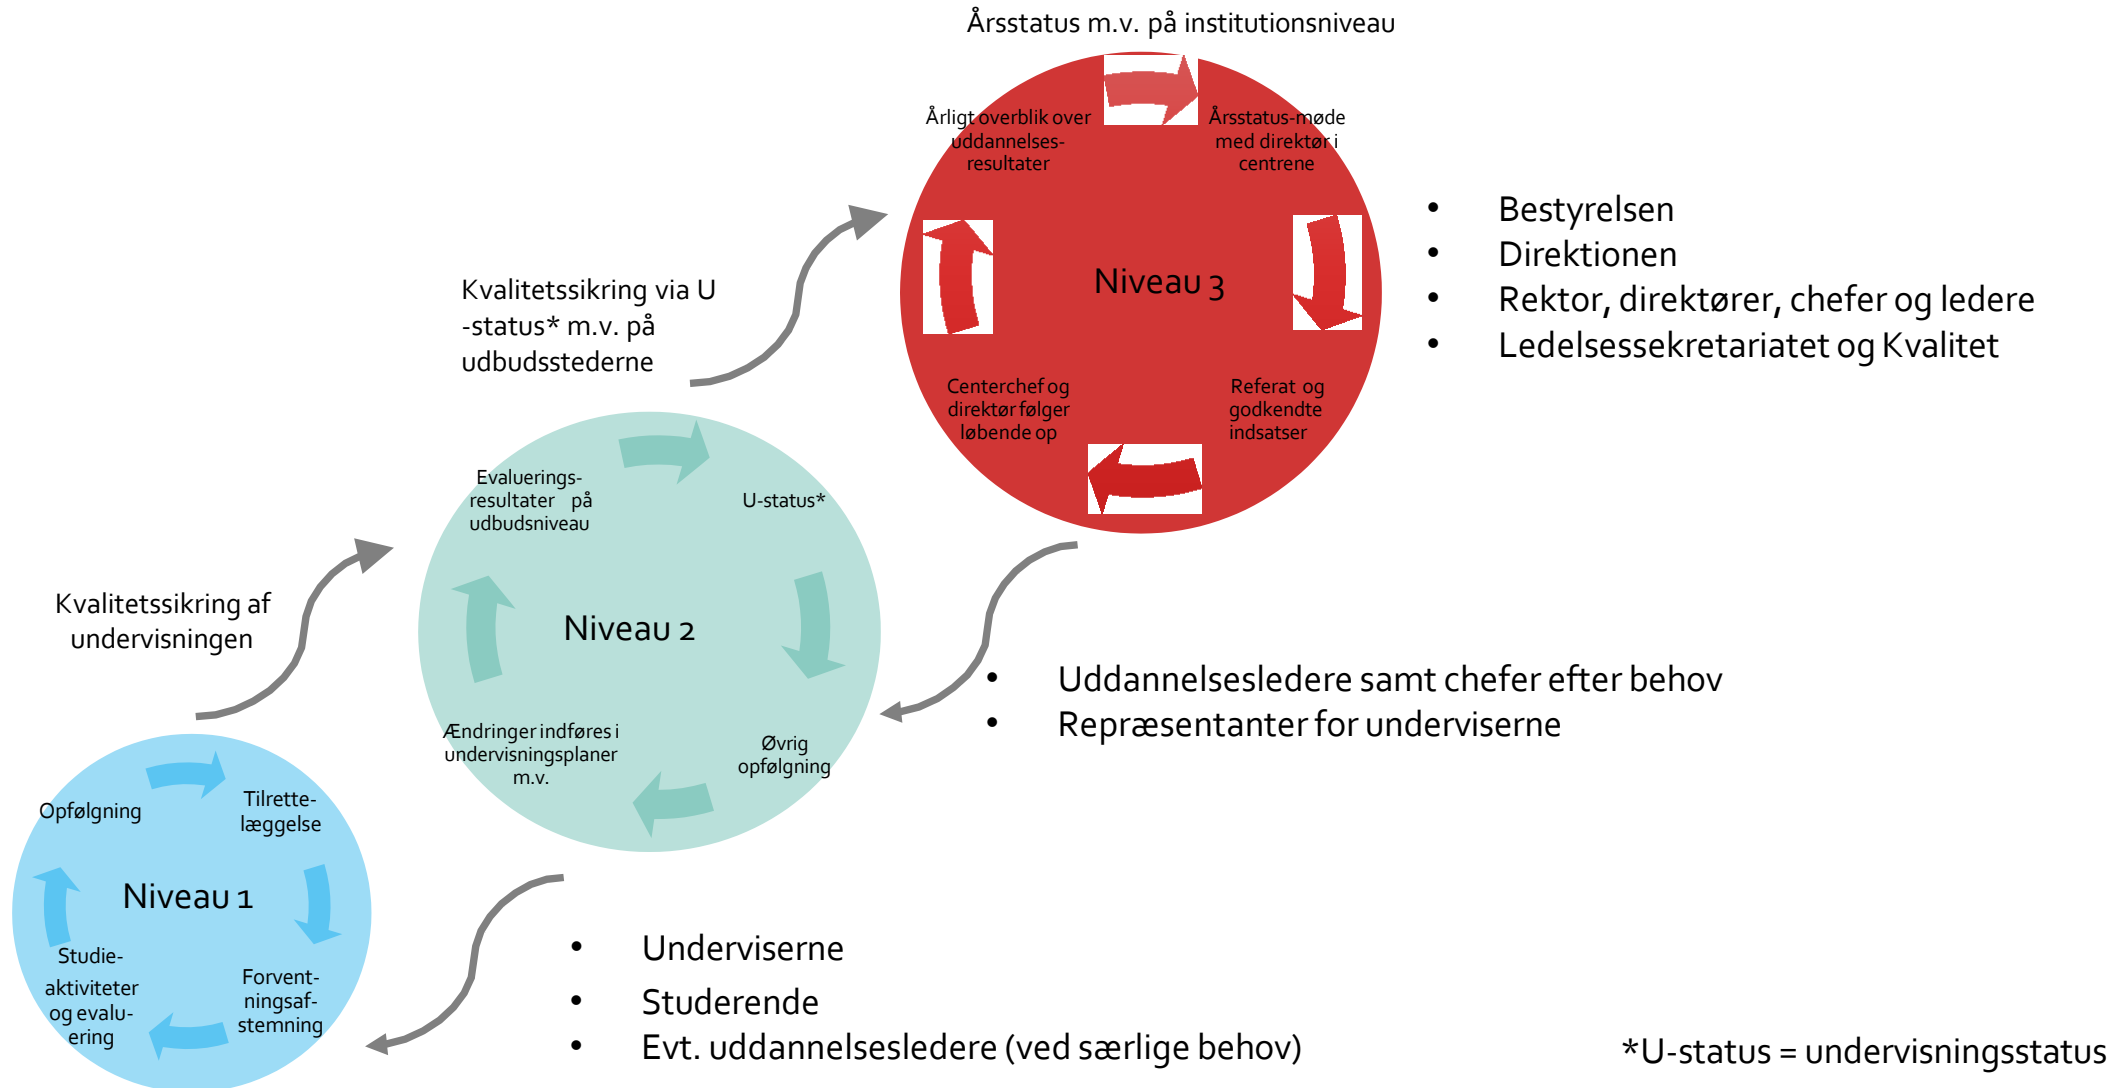 Årsstatus m.v. på institutionsniveau
Årligt overblik over
uddannelses-
resultater
Årsstatus-møde
med direktør i
centrene
Niveau 3
Centerchef og
direktør følger
løbende op
Referat og
godkendte
indsatser
• Bestyrelsen
• Direktionen
• Rektor, direktører, chefer og ledere
• Ledelsessekretariatet og Kvalitet
Kvalitetssikring via U
-status* m.v. på
udbudsstederne
Evaluerings-
resultater på
udbudsniveau
U-status*
Niveau 2
Ændringer indføres i
undervisningsplaner
m.v.
Øvrig
opfølgning
• Uddannelsesledere samt chefer efter behov
• Repræsentanter for underviserne
Kvalitetssikring af
undervisningen
Opfølgning
Tilrette-
læggelse
Niveau 1
Studie-
aktiviteter
og evalu-
ering
Forvent-
ningsaf-
stemning
• Underviserne
• Studerende
• Evt. uddannelsesledere (ved særlige behov)
*U-status = undervisningsstatus